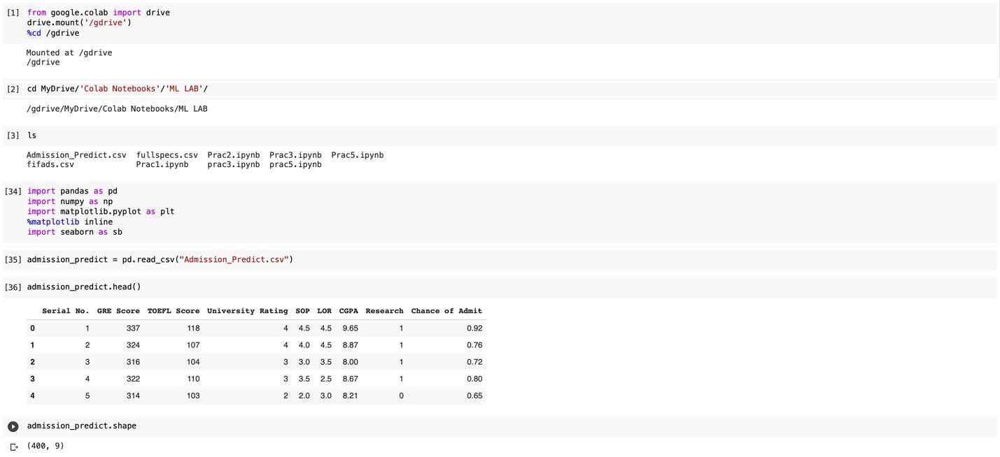 [1] from google.colab import drive
drive.mount('/gdrive')
%cd /gdrive
Mounted at /gdrive
/gdrive
[2] cd MyDrive/'Colab Notebooks'/'ML LAB'/
/gdrive/MyDrive/Colab Notebooks/ML LAB
[3] ls
Admission_Predict.csv fullspecs.csv Prac2.ipynb Prac3.ipynb Prac5.ipynb
fifads.csv Prac1.ipynb prac3.ipynb prac5.ipynb
[34] import pandas as pd
import numpy as np
import matplotlib.pyplot as plt
%matplotlib inline
import seaborn as sb
[35] admission_predict = pd.read_csv("Admission_Predict.csv")
[36] admission_predict.head()
Serial No. GRE Score TOEFL Score University Rating SOP LOR CGPA Research Chance of Admit
0 1 337 118 4 4.5 4.5 9.65 1 0.92
1 2 324 107 4 4.0 4.5 8.87 1 0.76
2 3 316 104 3 3.0 3.5 8.00 1 0.72
3 4 322 110 3 3.5 2.5 8.67 1 0.80
4 5 314 103 2 2.0 3.0 8.21 0 0.65
admission_predict.shape
(400, 9)